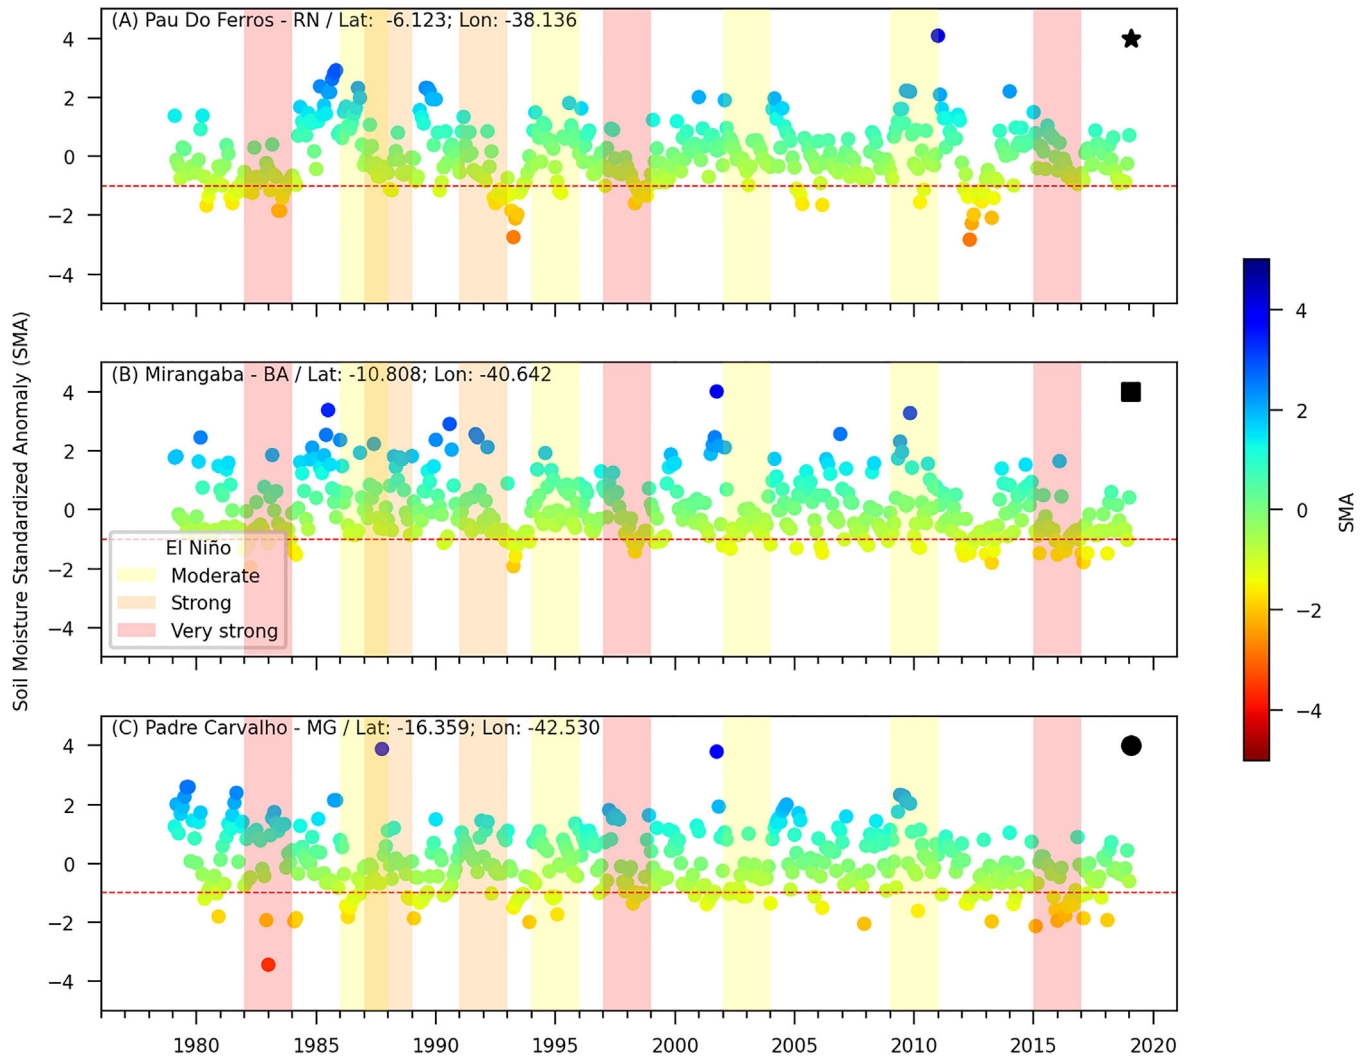 (A) Pau Do Ferros - RN / Lat:  -6.123; Lon: -38.136
4
2
0
−2
−4
Soil Moisture Standardized Anomaly (SMA)
(B) Mirangaba - BA / Lat: -10.808; Lon: -40.642
4
2
0
−2
−4
El Niño
Moderate
Strong
Very strong
(C) Padre Carvalho - MG / Lat: -16.359; Lon: -42.530
4
2
0
−2
−4
1980 1985 1990 1995 2000 2005 2010 2015 2020
4
2
0
−2
−4
SMA